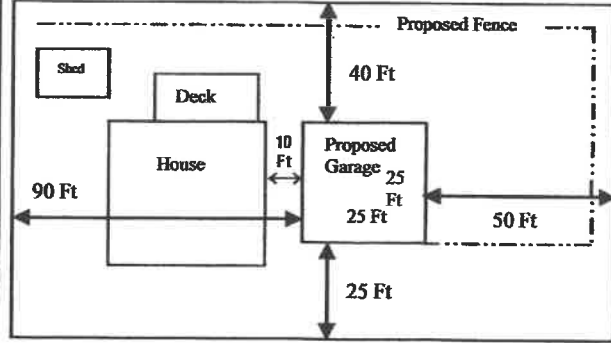 Proposed Fence
Shed
40 Ft
Deck
10
Ft
Proposed
Garage
House
25
Ft
90 Ft
25 Ft
50 Ft
25 Ft